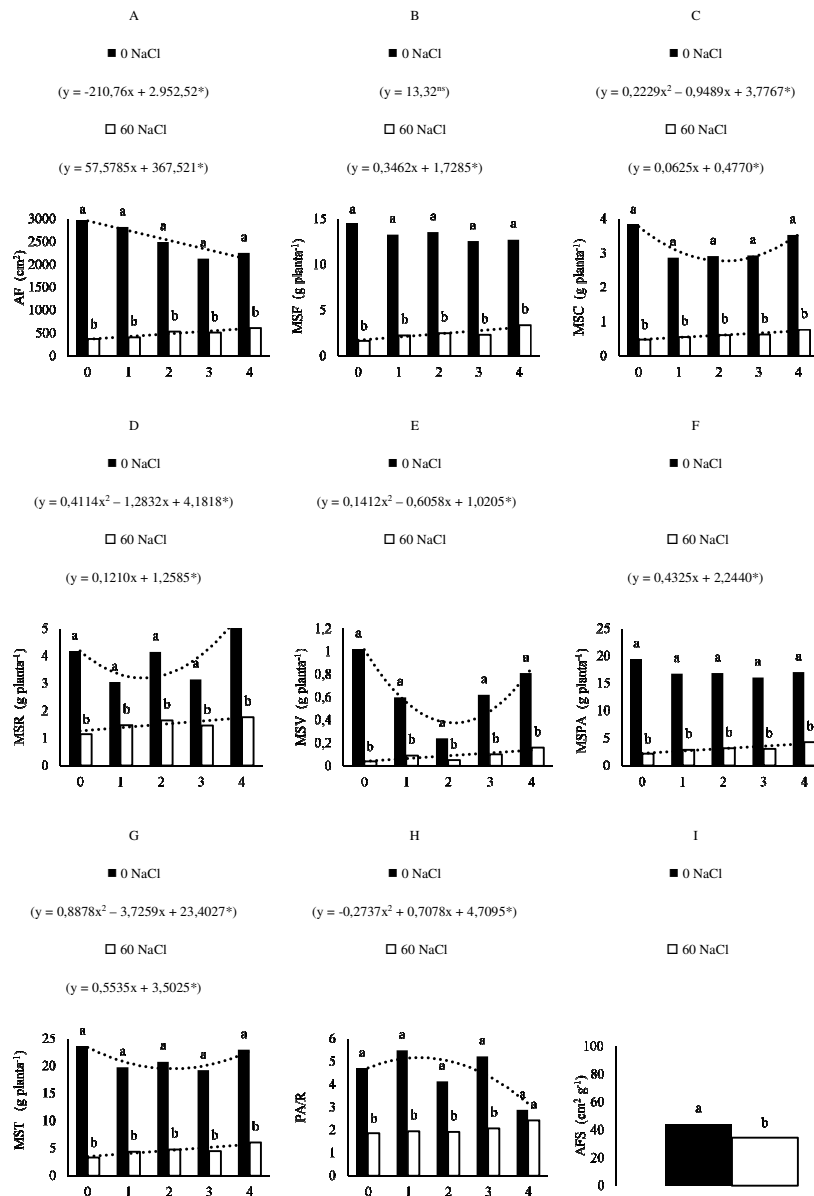 A
■ 0 NaCl
(y = -210,76x + 2.952,52*)
□ 60 NaCl
(y = 57,5785x + 367,521*)
a a a a a
b b b b b
AF (cm²)
3000
2500
2000
1500
1000
500
0
0 1 2 3 4
B
■ 0 NaCl
(y = 13,32ⁿˢ)
□ 60 NaCl
(y = 0,3462x + 1,7285*)
a a a a a
b b b b b
MSF (g planta⁻¹)
15
10
5
0
0 1 2 3 4
C
■ 0 NaCl
(y = 0,2229x² – 0,9489x + 3,7767*)
□ 60 NaCl
(y = 0,0625x + 0,4770*)
a a a a a
b b b b b
MSC (g planta⁻¹)
4
3
2
1
0
0 1 2 3 4
D
■ 0 NaCl
(y = 0,4114x² – 1,2832x + 4,1818*)
□ 60 NaCl
(y = 0,1210x + 1,2585*)
a a a a a
b b b b b
MSR (g planta⁻¹)
5
4
3
2
1
0
0 1 2 3 4
E
■ 0 NaCl
(y = 0,1412x² – 0,6058x + 1,0205*)
□ 60 NaCl
a a a a a
b b b b b
MSV (g planta⁻¹)
1,2
1
0,8
0,6
0,4
0,2
0
0 1 2 3 4
F
■ 0 NaCl
□ 60 NaCl
(y = 0,4325x + 2,2440*)
a a a a a
b b b b b
MSPA (g planta⁻¹)
25
20
15
10
5
0
0 1 2 3 4
G
■ 0 NaCl
(y = 0,8878x² – 3,7259x + 23,4027*)
□ 60 NaCl
(y = 0,5535x + 3,5025*)
a a a a a
b b b b b
MST (g planta⁻¹)
25
20
15
10
5
0
0 1 2 3 4
H
■ 0 NaCl
(y = -0,2737x² + 0,7078x + 4,7095*)
□ 60 NaCl
a a a a a
b b b b a
PA/R
6
5
4
3
2
1
0
0 1 2 3 4
I
■ 0 NaCl
□ 60 NaCl
a b
AFS (cm² g⁻¹)
100
80
60
40
20
0